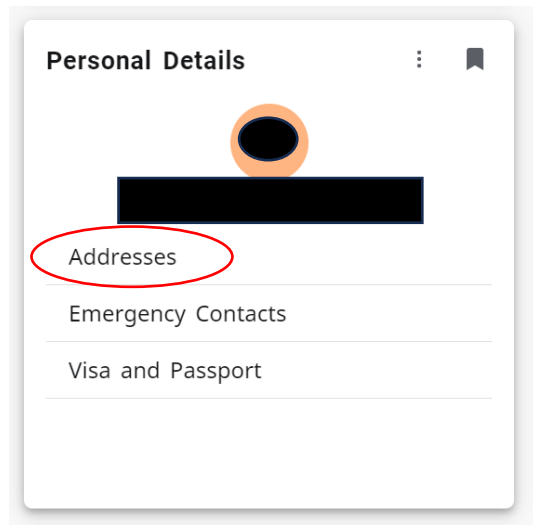 Personal Details
Addresses
Emergency Contacts
Visa and Passport